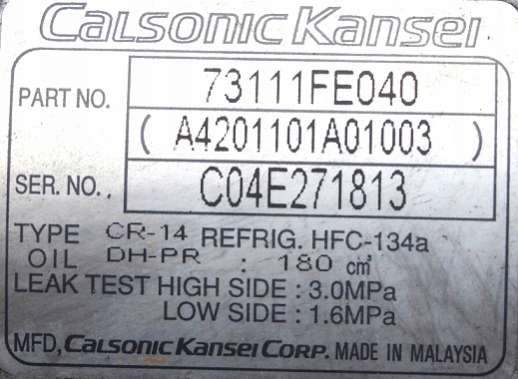 Calsonic Kansei
PART NO. 73111FE040
( A4201101A01003 )
SER. NO., C04E271813
TYPE CR-14 REFRIG. HFC-134a
OIL DH-PR : 180 cm³
LEAK TEST HIGH SIDE : 3.0MPa
LOW SIDE : 1.6MPa
MFD, CALSONIC KANSEI CORP. MADE IN MALAYSIA